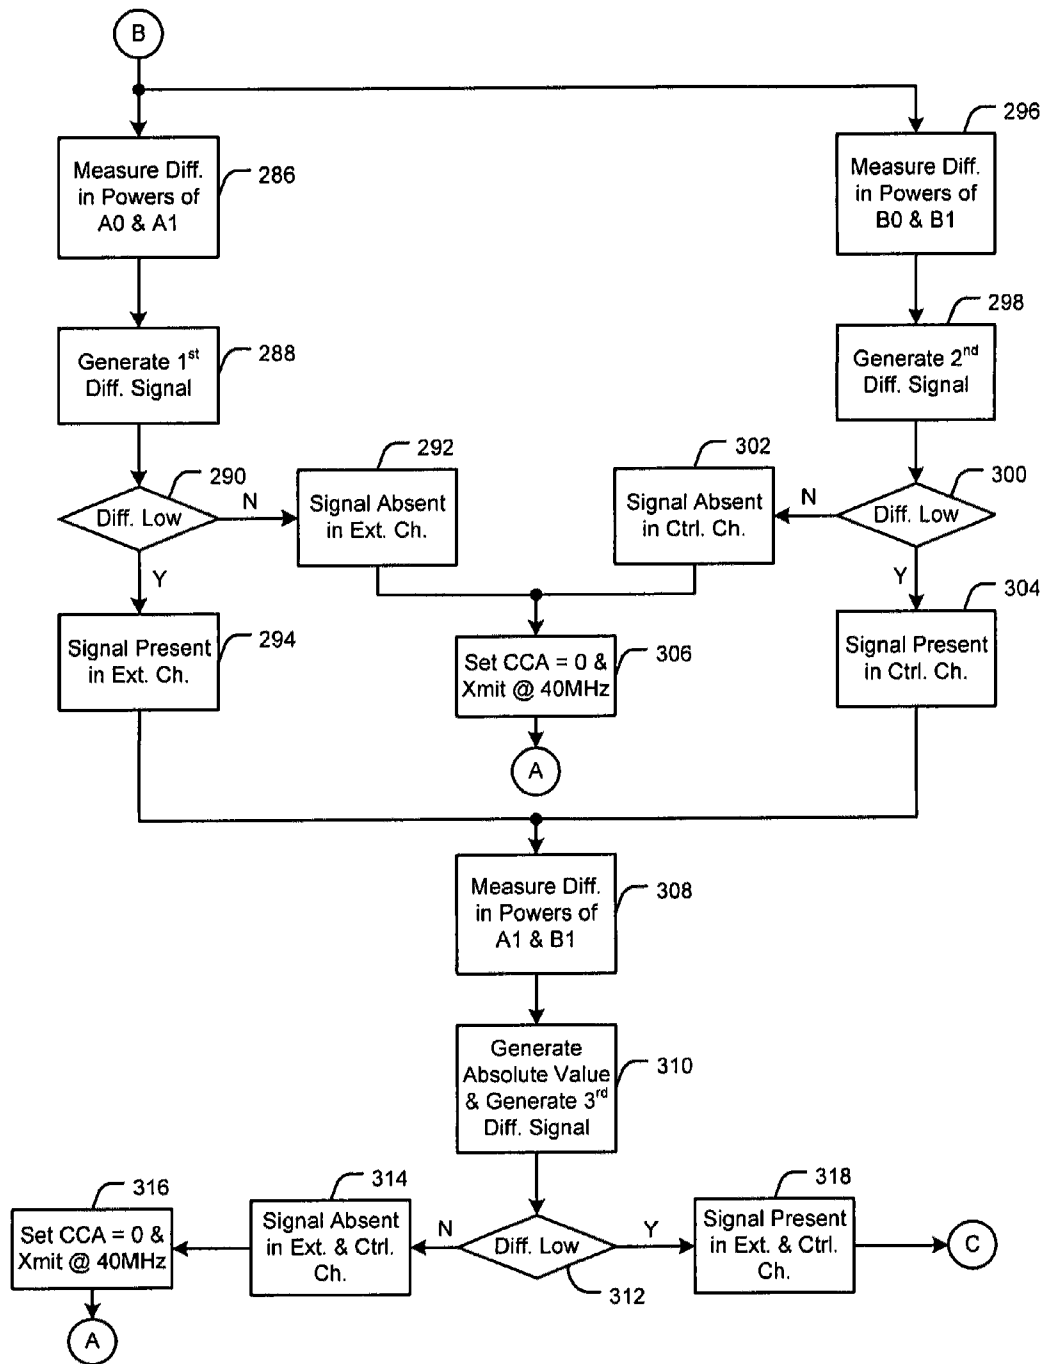 B
Measure Diff.
in Powers of
A0 & A1
286
Measure Diff.
in Powers of
B0 & B1
296
Generate 1st
Diff. Signal
288
Generate 2nd
Diff. Signal
298
Diff. Low
290
N
Y
Signal Absent
in Ext. Ch.
292
Signal Absent
in Ctrl. Ch.
302
Diff. Low
300
N
Y
Signal Present
in Ext. Ch.
294
Set CCA = 0 &
Xmit @ 40MHz
306
Signal Present
in Ctrl. Ch.
304
A
Measure Diff.
in Powers of
A1 & B1
308
Generate
Absolute Value
& Generate 3rd
Diff. Signal
310
Set CCA = 0 &
Xmit @ 40MHz
316
Signal Absent
in Ext. & Ctrl.
Ch.
314
N
Diff. Low
312
Y
Signal Present
in Ext. & Ctrl.
Ch.
318
C
A